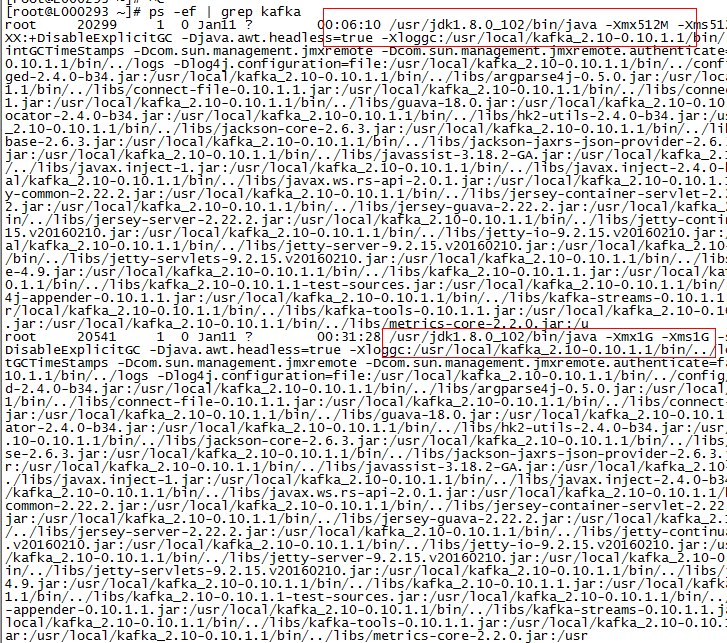 [root@L000293 ~]# ps -ef | grep kafka
root     20299     1  0 Jan11 ?        00:06:10 /usr/jdk1.8.0_102/bin/java -Xmx512M -Xms51
XX:+DisableExplicitGC -Djava.awt.headless=true -Xloggc:/usr/local/kafka_2.10-0.10.1.1/bin/
intGCTimeStamps -Dcom.sun.management.jmxremote -Dcom.sun.management.jmxremote.authenticate=
0.10.1.1/bin/../logs -Dlog4j.configuration=file:/usr/local/kafka_2.10-0.10.1.1/bin/../confi
ged-2.4.0-b34.jar:/usr/local/kafka_2.10-0.10.1.1/bin/../libs/argparse4j-0.5.0.jar:/usr/loca
1.1/bin/../libs/connect-file-0.10.1.1.jar:/usr/local/kafka_2.10-0.10.1.1/bin/../libs/connec
1.jar:/usr/local/kafka_2.10-0.10.1.1/bin/../libs/guava-18.0.jar:/usr/local/kafka_2.10-0.10.
ocator-2.4.0-b34.jar:/usr/local/kafka_2.10-0.10.1.1/bin/../libs/hk2-utils-2.4.0-b34.jar:/us
_2.10-0.10.1.1/bin/../libs/jackson-core-2.6.3.jar:/usr/local/kafka_2.10-0.10.1.1/bin/../lib
base-2.6.3.jar:/usr/local/kafka_2.10-0.10.1.1/bin/../libs/jackson-jaxrs-json-provider-2.6.
jar:/usr/local/kafka_2.10-0.10.1.1/bin/../libs/javassist-3.18.2-GA.jar:/usr/local/kafka_2.1
/../libs/javax.inject-1.jar:/usr/local/kafka_2.10-0.10.1.1/bin/../libs/javax.inject-2.4.0-b
al/kafka_2.10-0.10.1.1/bin/../libs/javax.ws.rs-api-2.0.1.jar:/usr/local/kafka_2.10-0.10.1.1
y-common-2.22.2.jar:/usr/local/kafka_2.10-0.10.1.1/bin/../libs/jersey-container-servlet-2.
2.jar:/usr/local/kafka_2.10-0.10.1.1/bin/../libs/jersey-guava-2.22.2.jar:/usr/local/kafka_
in/../libs/jersey-server-2.22.2.jar:/usr/local/kafka_2.10-0.10.1.1/bin/../libs/jetty-conti
15.v20160210.jar:/usr/local/kafka_2.10-0.10.1.1/bin/../libs/jetty-io-9.2.15.v20160210.jar:
al/kafka_2.10-0.10.1.1/bin/../libs/jetty-server-9.2.15.v20160210.jar:/usr/local/kafka_2.10-
/bin/../libs/jetty-servlets-9.2.15.v20160210.jar:/usr/local/kafka_2.10-0.10.1.1/bin/../libs
e-4.9.jar:/usr/local/kafka_2.10-0.10.1.1/bin/../libs/kafka_2.10-0.10.1.1.jar:/usr/local/kaf
0.1.1/bin/../libs/kafka_2.10-0.10.1.1-test-sources.jar:/usr/local/kafka_2.10-0.10.1.1/bin/
4j-appender-0.10.1.1.jar:/usr/local/kafka_2.10-0.10.1.1/bin/../libs/kafka-streams-0.10.1.1
r/local/kafka_2.10-0.10.1.1/bin/../libs/kafka-tools-0.10.1.1.jar:/usr/local/kafka_2.10-0.10
.jar:/usr/local/kafka_2.10-0.10.1.1/bin/../libs/metrics-core-2.2.0.jar:/u
root     20541     1  0 Jan11 ?        00:31:28 /usr/jdk1.8.0_102/bin/java -Xmx1G -Xms1G -s
DisableExplicitGC -Djava.awt.headless=true -Xloggc:/usr/local/kafka_2.10-0.10.1.1/bin/../lo
tGCTimeStamps -Dcom.sun.management.jmxremote -Dcom.sun.management.jmxremote.authenticate=fa
10.1.1/bin/../logs -Dlog4j.configuration=file:/usr/local/kafka_2.10-0.10.1.1/bin/../config
d-2.4.0-b34.jar:/usr/local/kafka_2.10-0.10.1.1/bin/../libs/argparse4j-0.5.0.jar:/usr/local
1/bin/../libs/connect-file-0.10.1.1.jar:/usr/local/kafka_2.10-0.10.1.1/bin/../libs/connect-
jar:/usr/local/kafka_2.10-0.10.1.1/bin/../libs/guava-18.0.jar:/usr/local/kafka_2.10-0.10.1
ator-2.4.0-b34.jar:/usr/local/kafka_2.10-0.10.1.1/bin/../libs/hk2-utils-2.4.0-b34.jar:/usr
.10-0.10.1.1/bin/../libs/jackson-core-2.6.3.jar:/usr/local/kafka_2.10-0.10.1.1/bin/../libs
se-2.6.3.jar:/usr/local/kafka_2.10-0.10.1.1/bin/../libs/jackson-jaxrs-json-provider-2.6.3.
r:/usr/local/kafka_2.10-0.10.1.1/bin/../libs/javassist-3.18.2-GA.jar:/usr/local/kafka_2.10
./libs/javax.inject-1.jar:/usr/local/kafka_2.10-0.10.1.1/bin/../libs/javax.inject-2.4.0-b34
/kafka_2.10-0.10.1.1/bin/../libs/javax.ws.rs-api-2.0.1.jar:/usr/local/kafka_2.10-0.10.1.1/
common-2.22.2.jar:/usr/local/kafka_2.10-0.10.1.1/bin/../libs/jersey-container-servlet-2.22
jar:/usr/local/kafka_2.10-0.10.1.1/bin/../libs/jersey-guava-2.22.2.jar:/usr/local/kafka_2.1
/../libs/jersey-server-2.22.2.jar:/usr/local/kafka_2.10-0.10.1.1/bin/../libs/jetty-continua
.v20160210.jar:/usr/local/kafka_2.10-0.10.1.1/bin/../libs/jetty-io-9.2.15.v20160210.jar:/us
/kafka_2.10-0.10.1.1/bin/../libs/jetty-server-9.2.15.v20160210.jar:/usr/local/kafka_2.10-0
in/../libs/jetty-servlets-9.2.15.v20160210.jar:/usr/local/kafka_2.10-0.10.1.1/bin/../libs/
4.9.jar:/usr/local/kafka_2.10-0.10.1.1/bin/../libs/kafka_2.10-0.10.1.1.jar:/usr/local/kafka
1.1/bin/../libs/kafka_2.10-0.10.1.1-test-sources.jar:/usr/local/kafka_2.10-0.10.1.1/bin/..
-appender-0.10.1.1.jar:/usr/local/kafka_2.10-0.10.1.1/bin/../libs/kafka-streams-0.10.1.1.j
local/kafka_2.10-0.10.1.1/bin/../libs/kafka-tools-0.10.1.1.jar:/usr/local/kafka_2.10-0.10.
ar:/usr/local/kafka_2.10-0.10.1.1/bin/../libs/metrics-core-2.2.0.jar:/usr